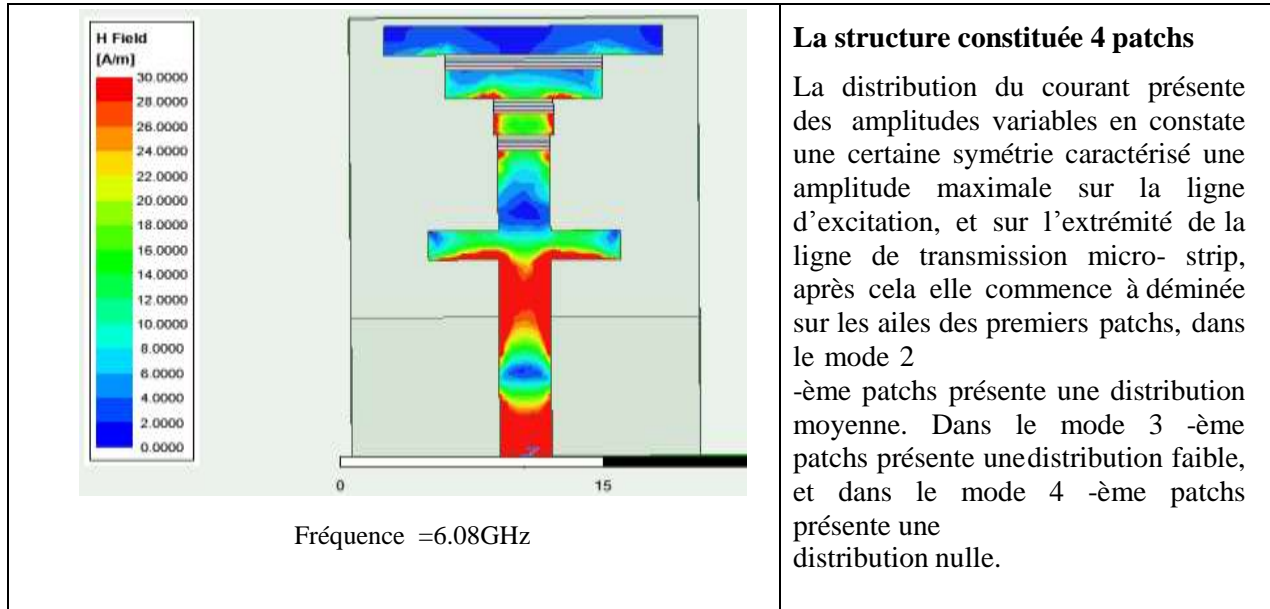 H Field
[A/m]
30.0000
28.0000
26.0000
24.0000
22.0000
20.0000
18.0000
16.0000
14.0000
12.0000
10.0000
8.0000
6.0000
4.0000
2.0000
0.0000
0
15
Fréquence =6.08GHz
La structure constituée 4 patchs
La distribution du courant présente
des amplitudes variables en constate
une certaine symétrie caractérisé une
amplitude maximale sur la ligne
d’excitation, et sur l’extrémité de la
ligne de transmission micro- strip,
après cela elle commence à déminée
sur les ailes des premiers patchs, dans
le mode 2
-ème patchs présente une distribution
moyenne. Dans le mode 3 -ème
patchs présente unedistribution faible,
et dans le mode 4 -ème patchs
présente une
distribution nulle.